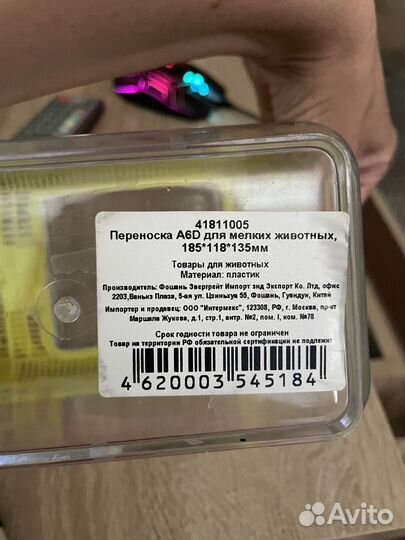 41811005
Переноска A6D для мелких животных,
185*118*135мм
Товары для животных
Материал: пластик
Производитель: Фошань Эвергрейт Импорт энд Экспорт Ко. Лтд, офис
2203,Ванькэ Плаза, 5-ая ул. Цзиньхуа 55, Фошань, Гуандун, Китай
Импортер и продавец: ООО "Интермекс", 123308, РФ, г. Москва, пр-кт
Маршала Жукова, д.1, стр.1, антр. №2, пом. I, ком. №78
Срок годности товара не ограничен
Товар на территории РФ обязательной сертификации не подлежит
4 620003 545184
Avito